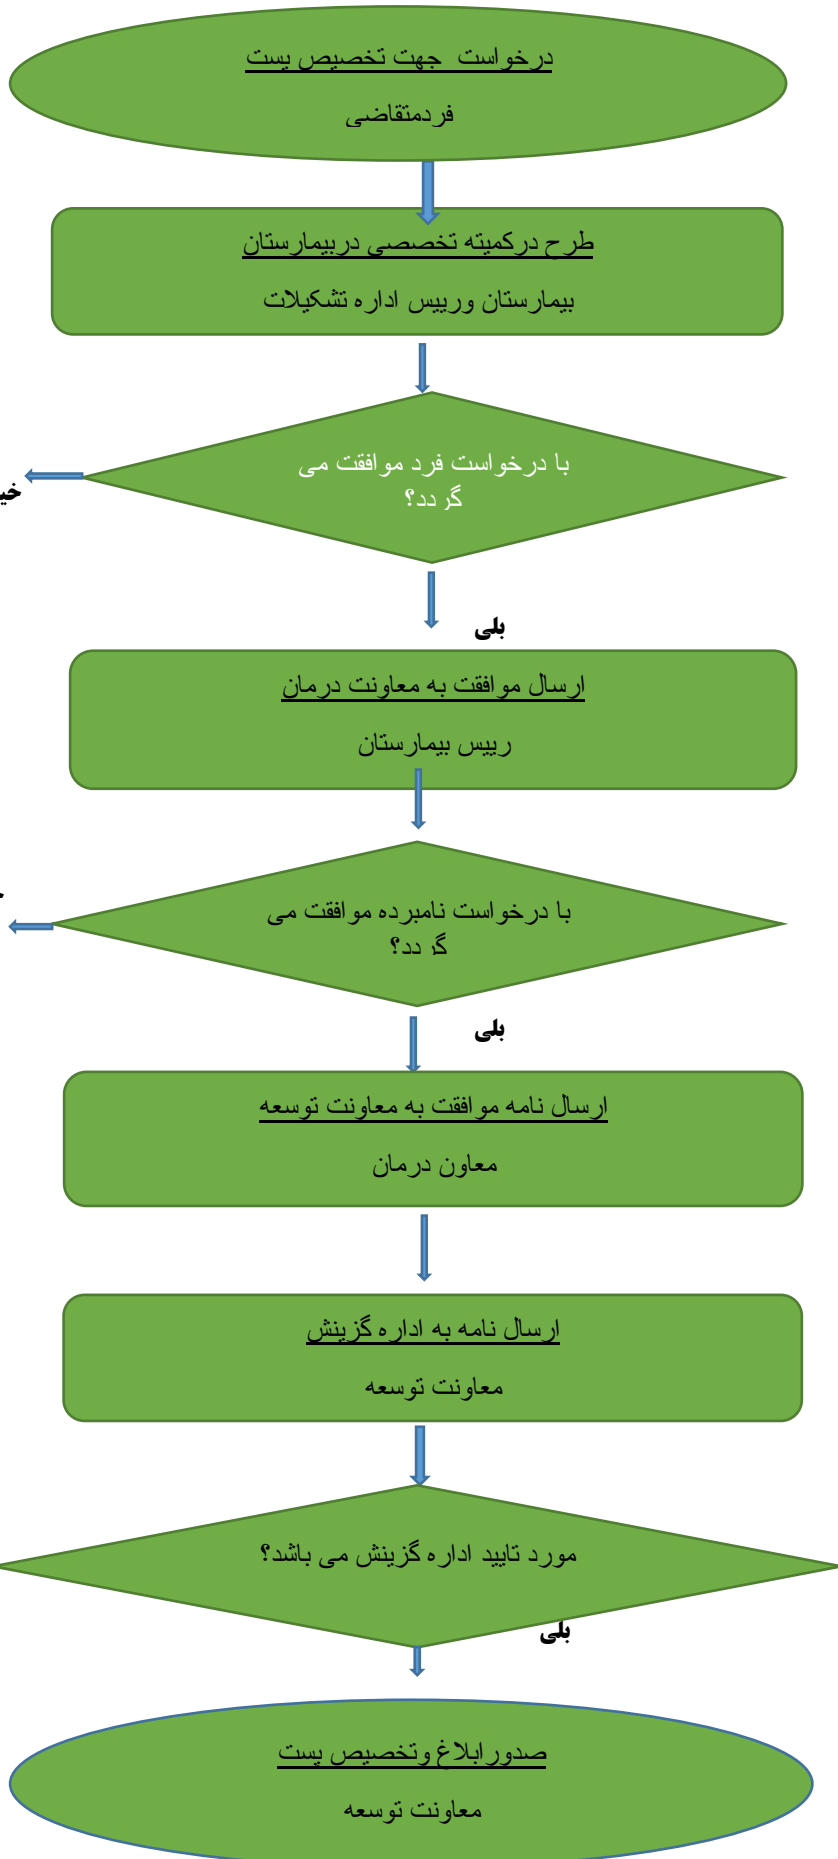 درخواست جهت تخصیص پست
فردمتقاضی
طرح درکمیته تخصصی دربیمارستان
بیمارستان ورییس اداره تشکیلات
با درخواست فرد موافقت می
گردد؟
بلی
ارسال موافقت به معاونت درمان
رییس بیمارستان
با درخواست نامبرده موافقت می
گردد؟
بلی
ارسال نامه موافقت به معاونت توسعه
معاون درمان
ارسال نامه به اداره گزینش
معاونت توسعه
مورد تایید اداره گزینش می باشد؟
بلی
صدورابلاغ وتخصیص پست
معاونت توسعه